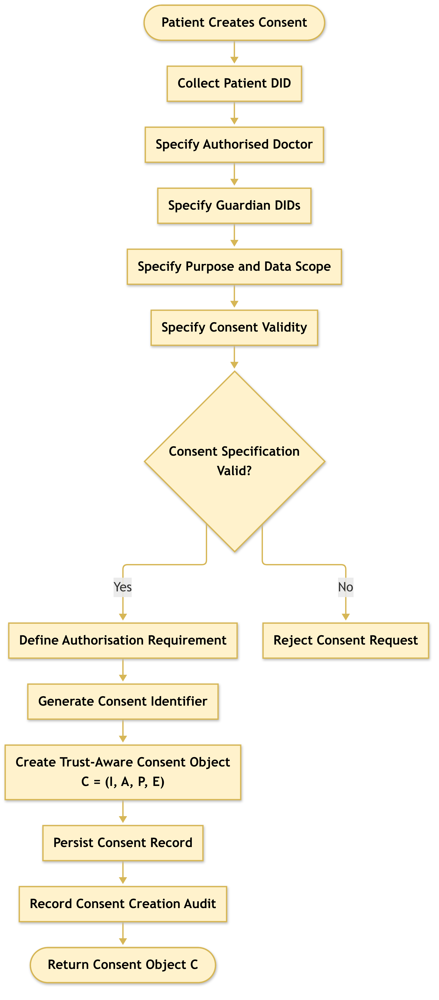 Patient Creates Consent
Collect Patient DID
Specify Authorised Doctor
Specify Guardian DIDs
Specify Purpose and Data Scope
Specify Consent Validity
Consent Specification
Valid?
Yes
No
Define Authorisation Requirement
Reject Consent Request
Generate Consent Identifier
Create Trust-Aware Consent Object
C = (I, A, P, E)
Persist Consent Record
Record Consent Creation Audit
Return Consent Object C